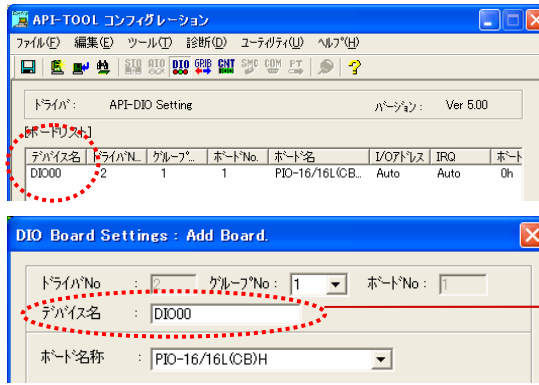 API-TOOL コンフィグレーション
ファイル(F) 編集(E) ツール(T) 診断(D) ユーティリティ(U) ヘルプ(H)
SIO AIO DIO GPIB CNT SMC COM PT
ドライバ : API-DIO Setting バージョン : Ver 5.00
[ボードリスト]
デバイス名 ドライバN... グループ... ボードNo. ボード名 I/Oアドレス IRQ ボード
DIO00 2 1 1 PIO-16/16L(CB... Auto Auto 0h
DIO Board Settings : Add Board.
ドライバNo : 2 グループNo : 1 ボードNo : 1
デバイス名 : DIO00
ボード名称 : PIO-16/16L(CB)H